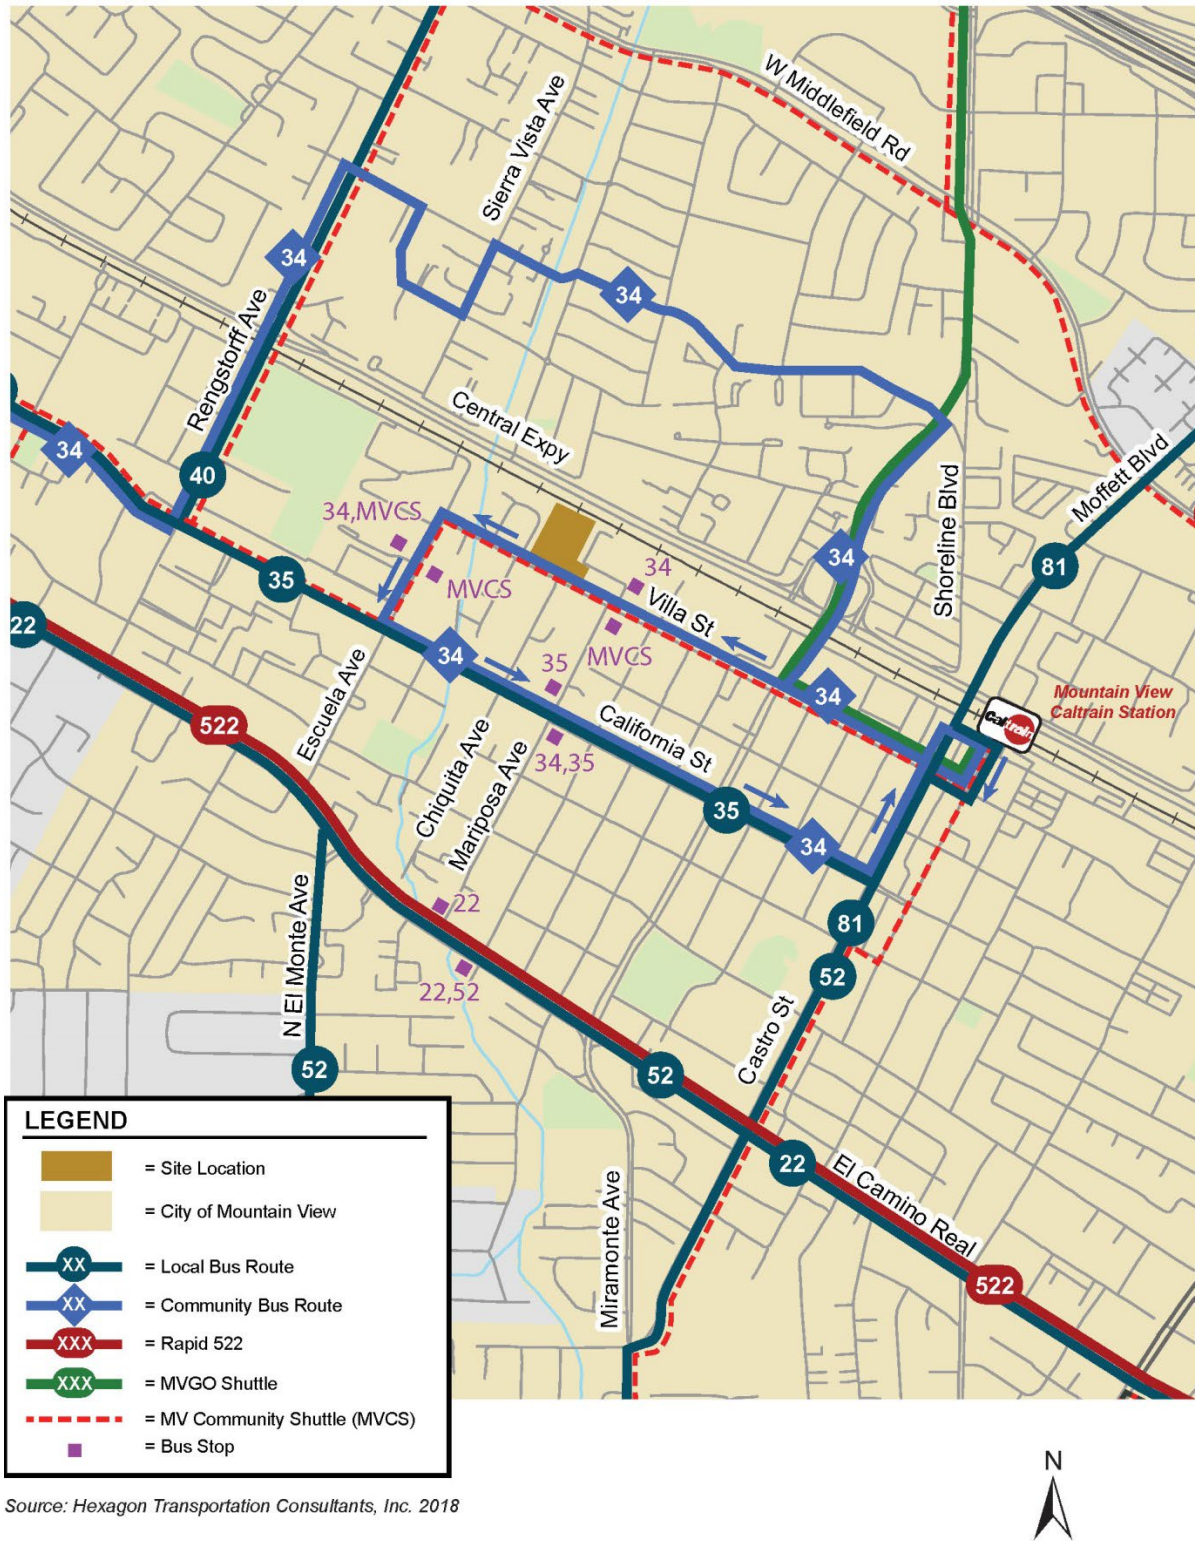 W Middlefield Rd
Sierra Vista Ave
34
34
Rengstorff Ave
Central Expy
34
40
Moffett Blvd
34,MVCS
34
Shoreline Blvd
81
35
MVCS
34
Villa St
22
34
35
MVCS
34
Mountain View
Caltrain Station
Caltrain
522
Escuela Ave
34,35
California St
Chiquita Ave
Mariposa Ave
35
34
22
81
N El Monte Ave
22,52
52
Castro St
52
52
22
El Camino Real
Miramonte Ave
522
LEGEND
= Site Location
= City of Mountain View
XX = Local Bus Route
XX = Community Bus Route
XXX = Rapid 522
XXX = MVGO Shuttle
= MV Community Shuttle (MVCS)
= Bus Stop
N
Source: Hexagon Transportation Consultants, Inc. 2018